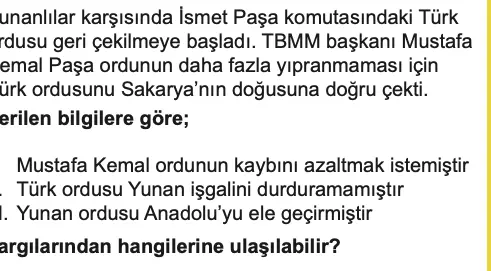 unanlılar karşısında İsmet Paşa komutasındaki Türk
rdusu geri çekilmeye başladı. TBMM başkanı Mustafa
emal Paşa ordunun daha fazla yıpranmaması için
ürk ordusunu Sakarya’nın doğusuna doğru çekti.
erilen bilgilere göre;
Mustafa Kemal ordunun kaybını azaltmak istemiştir
. Türk ordusu Yunan işgalini durduramamıştır
I. Yunan ordusu Anadolu’yu ele geçirmiştir
argılarından hangilerine ulaşılabilir?